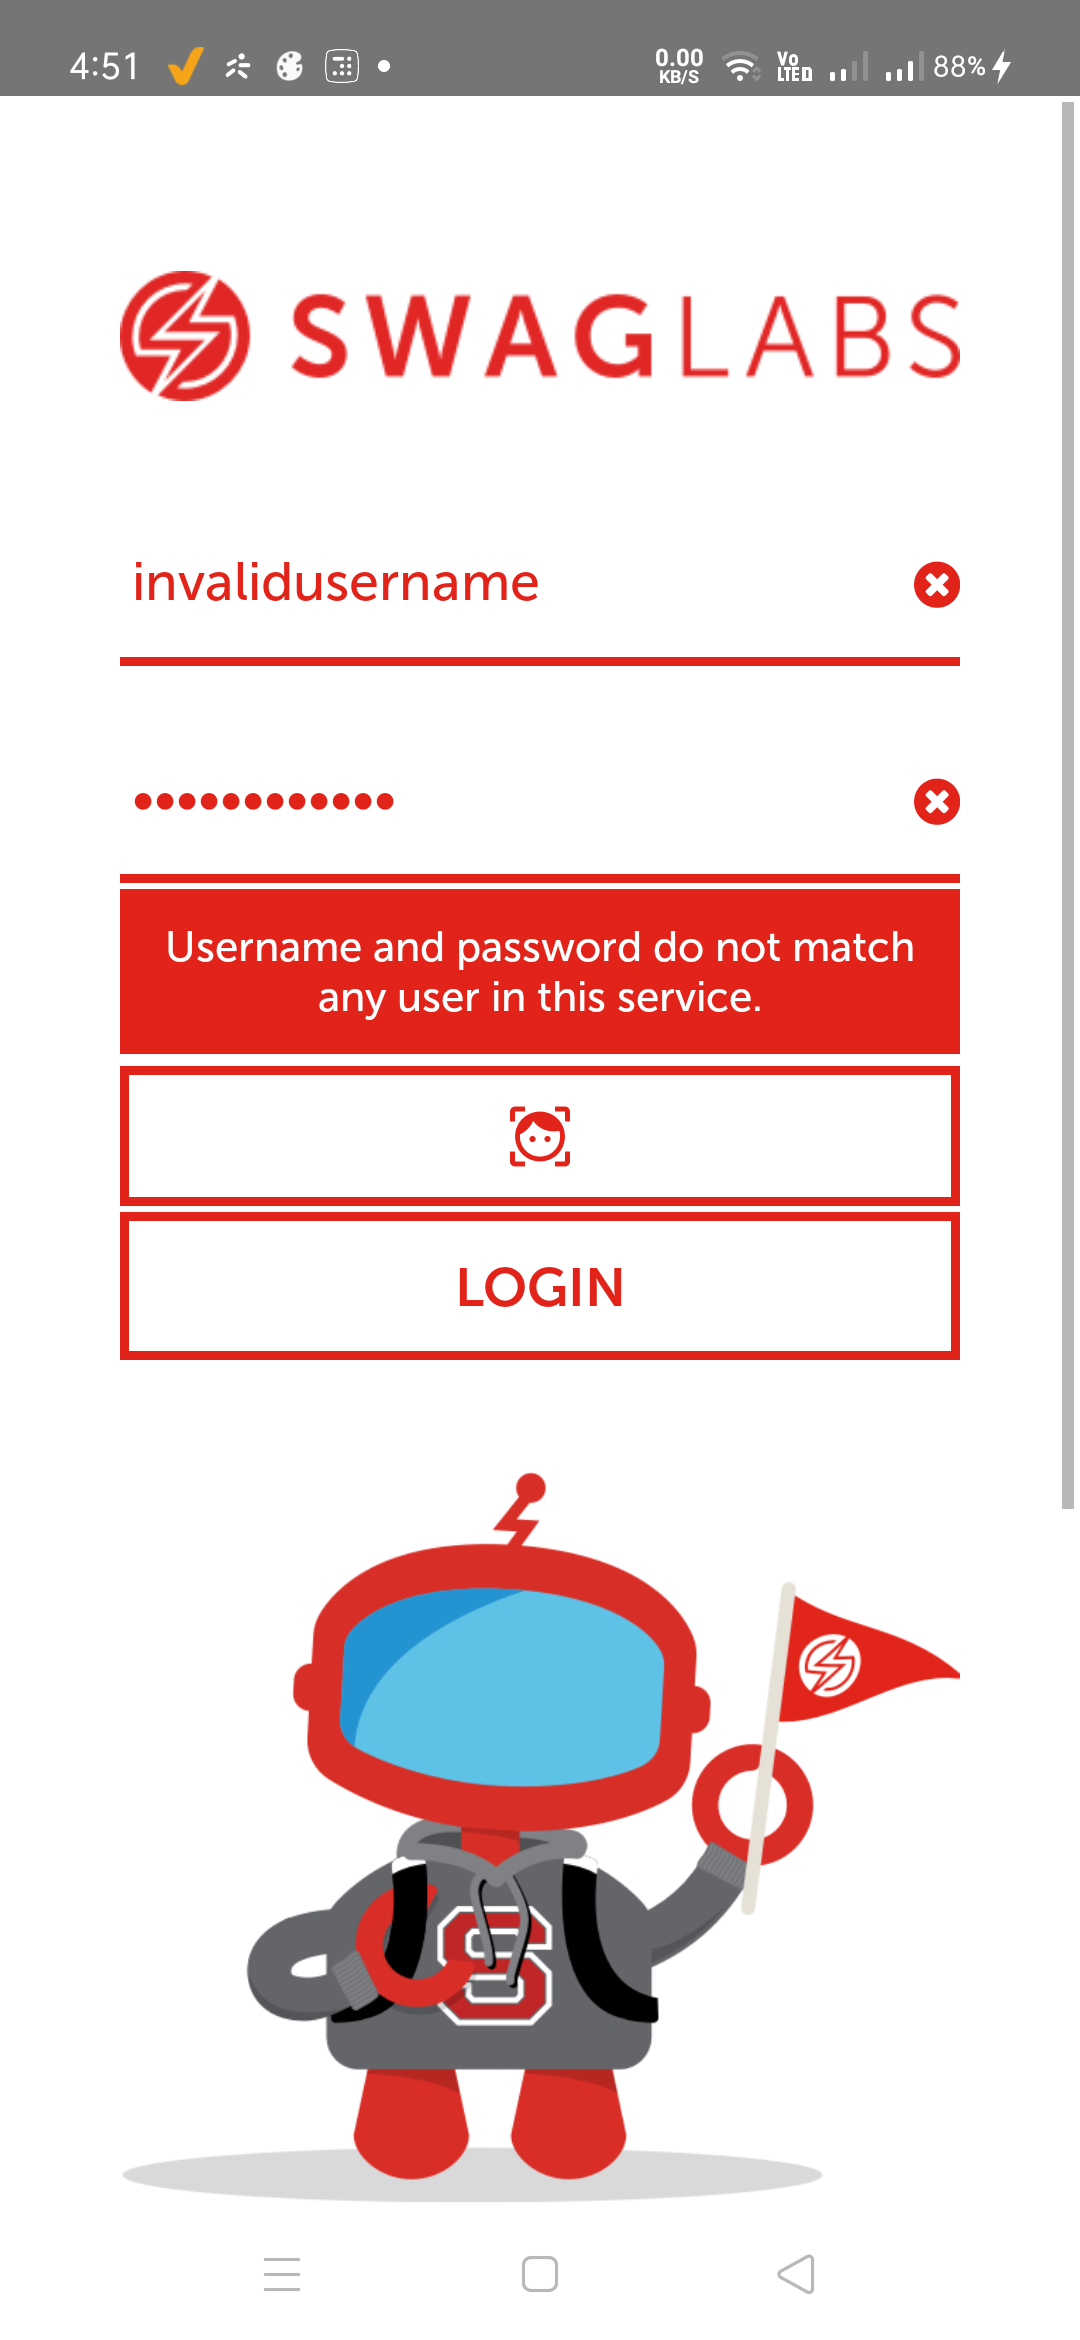 4:51 0.00 KB/S Vo LTED 88%
SWAGLABS
invalidusername
••••••••••••
Username and password do not match
any user in this service.
LOGIN
S